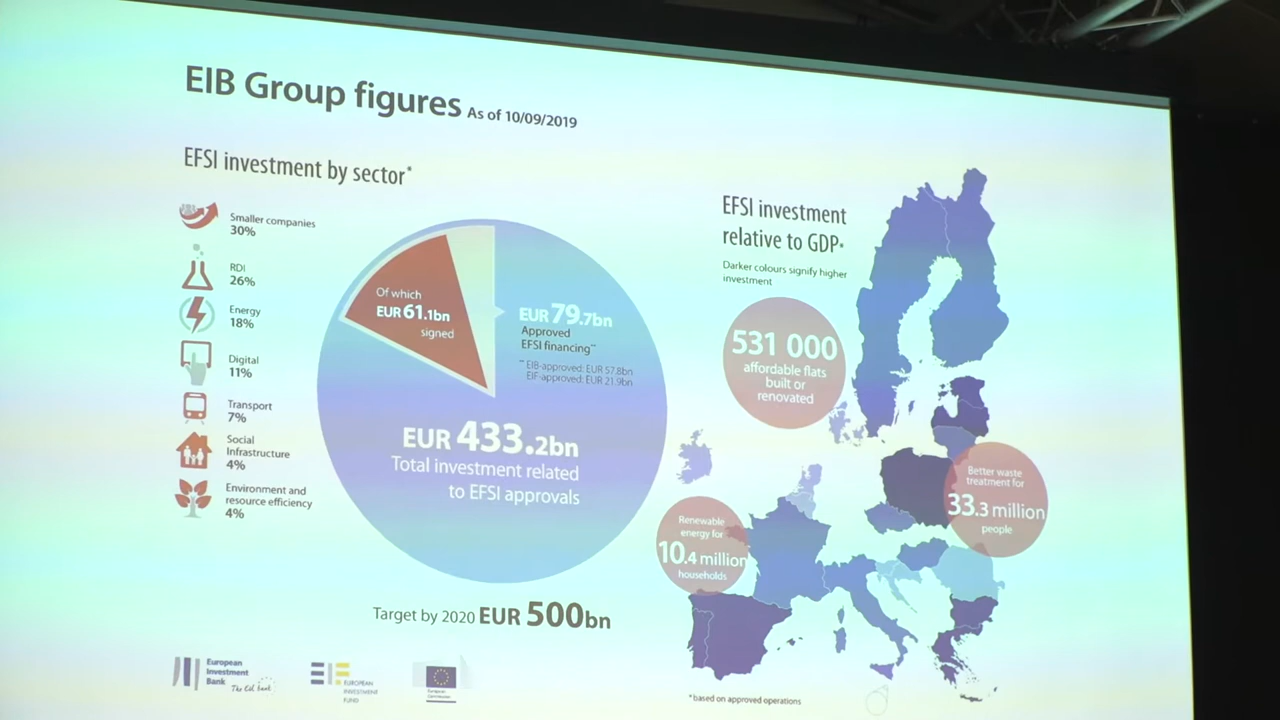 EIB Group figures As of 10/09/2019
EFSI investment by sector*
Smaller companies
30%
RDI
26%
Energy
18%
Digital
11%
Transport
7%
Social
Infrastructure
4%
Environment and
resource efficiency
4%
Of which
EUR 61.1bn
signed
EUR 79.7bn
Approved
EFSI financing**
** EIB-approved: EUR 57.8bn
EIF-approved: EUR 21.9bn
EUR 433.2bn
Total investment related
to EFSI approvals
Target by 2020 EUR 500bn
EFSI investment
relative to GDP*
Darker colours signify higher
investment
531 000
affordable flats
built or
renovated
Better waste
treatment for
33.3 million
people
Renewable
energy for
10.4 million
households
European
Investment
Bank
The EU bank
EIF
EUROPEAN
INVESTMENT
FUND
European
Commission
*based on approved operations